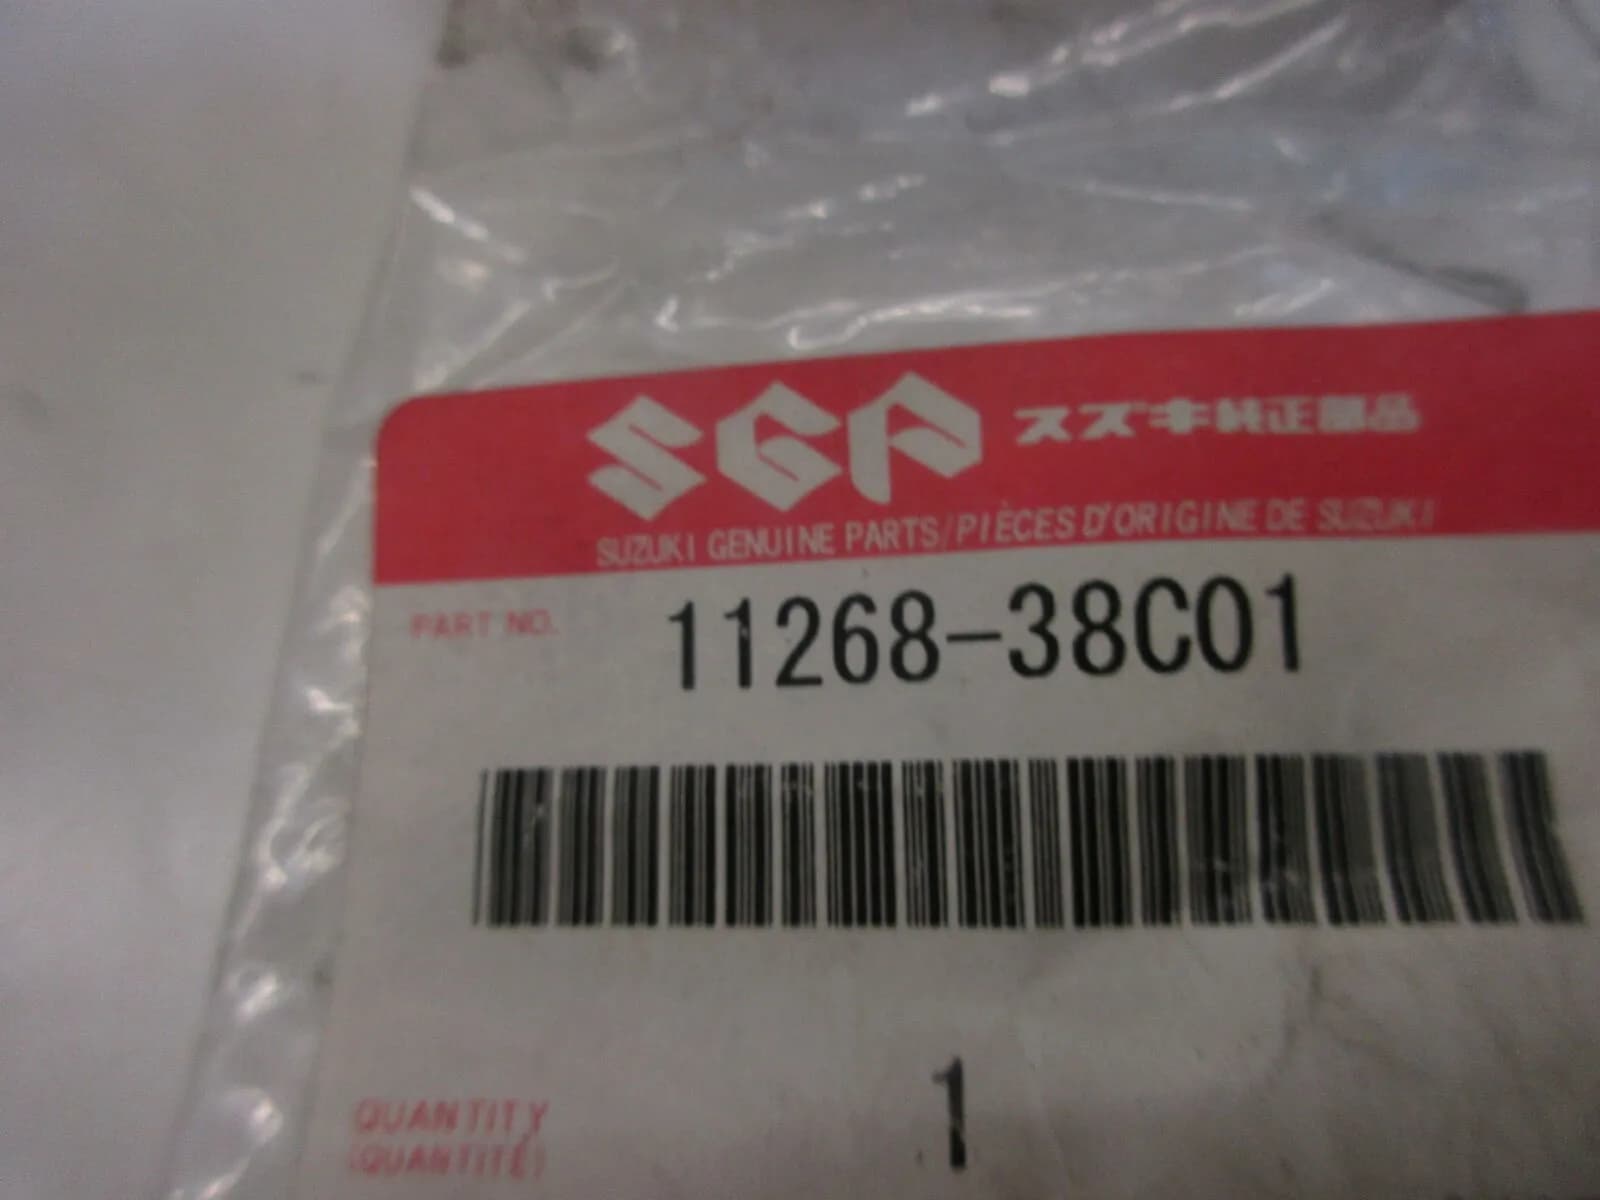 SGP スズキ純正部品
SUZUKI GENUINE PARTS/PIÈCES D'ORIGINE DE SUZUKI
PART NO. 11268-38C01
1
QUANTITY
(QUANTITÉ)